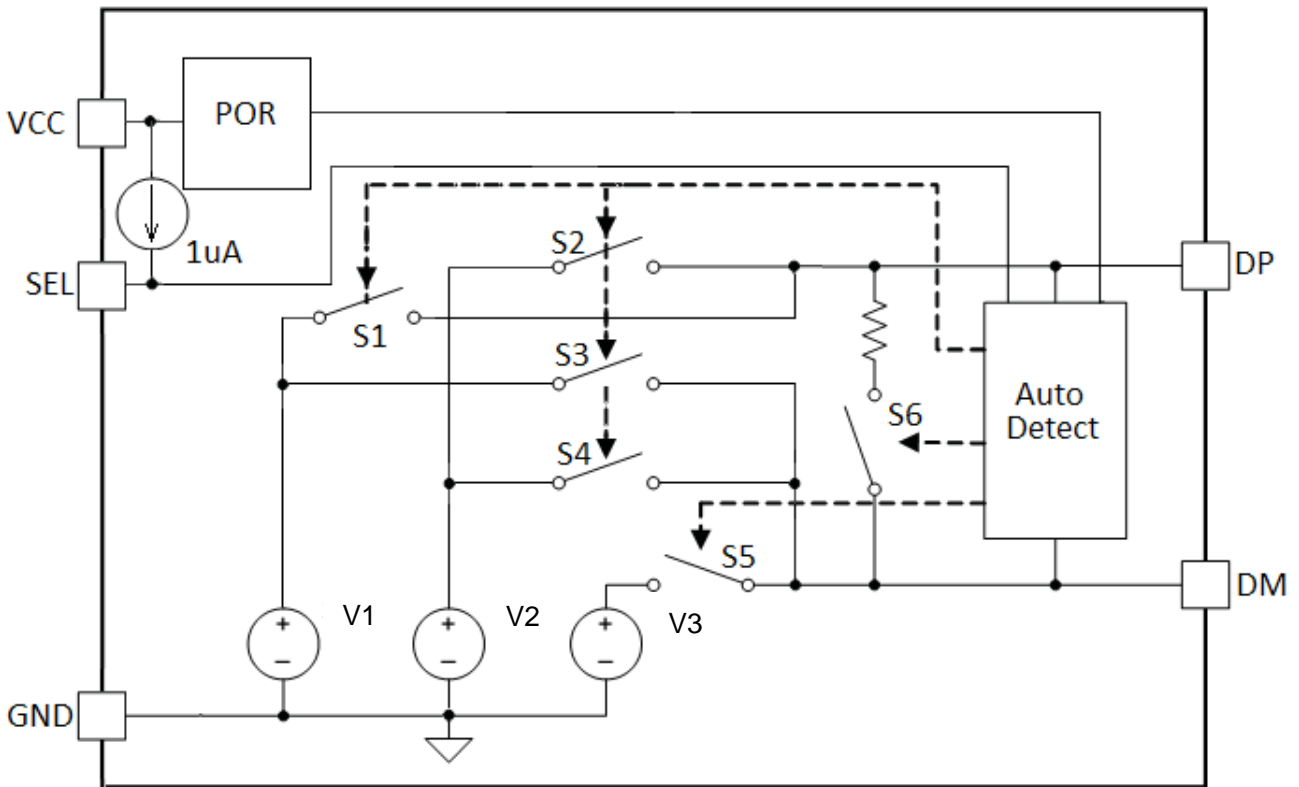 POR
VCC
1uA
SEL
S2
DP
S1
S3
S6
Auto
Detect
S4
S5
DM
V1
+
−
V2
+
−
V3
+
−
GND